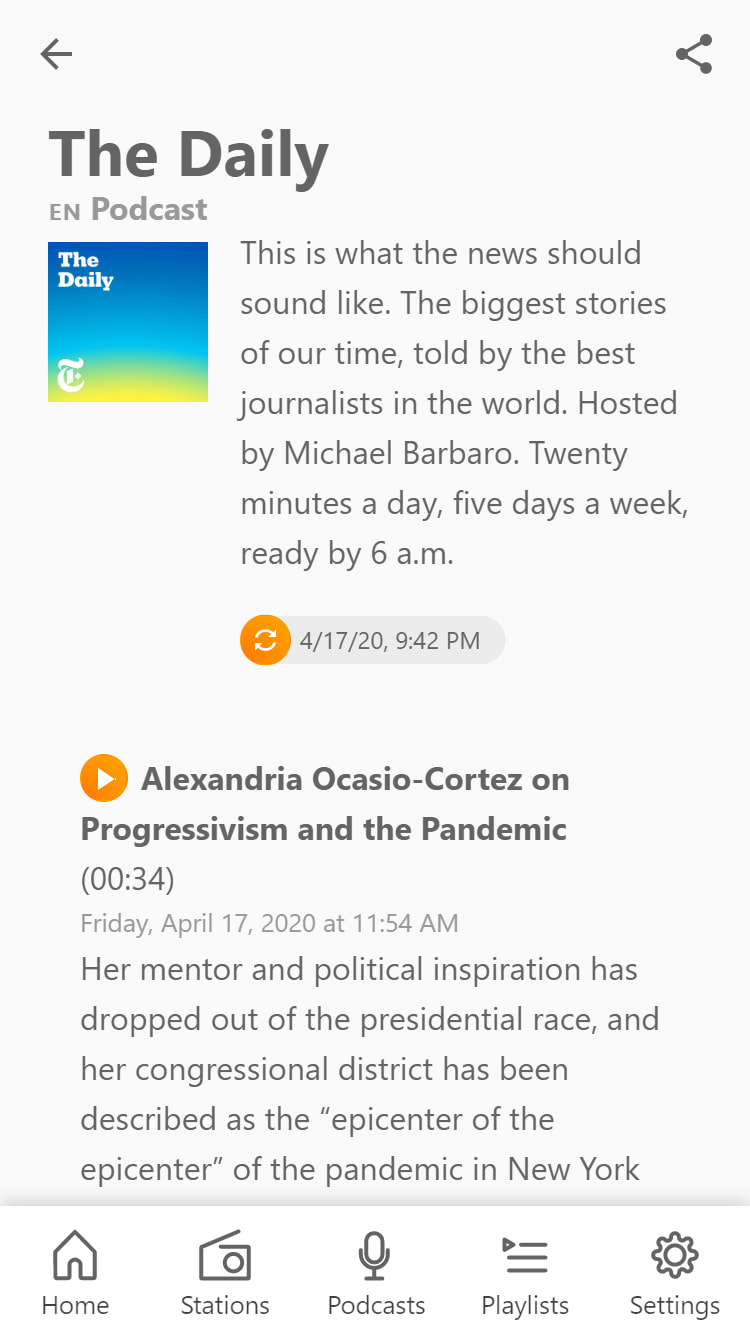 The Daily
EN Podcast
The
Daily
T
This is what the news should
sound like. The biggest stories
of our time, told by the best
journalists in the world. Hosted
by Michael Barbaro. Twenty
minutes a day, five days a week,
ready by 6 a.m.
4/17/20, 9:42 PM
Alexandria Ocasio-Cortez on
Progressivism and the Pandemic
(00:34)
Friday, April 17, 2020 at 11:54 AM
Her mentor and political inspiration has
dropped out of the presidential race, and
her congressional district has been
described as the “epicenter of the
epicenter” of the pandemic in New York
Home Stations Podcasts Playlists Settings